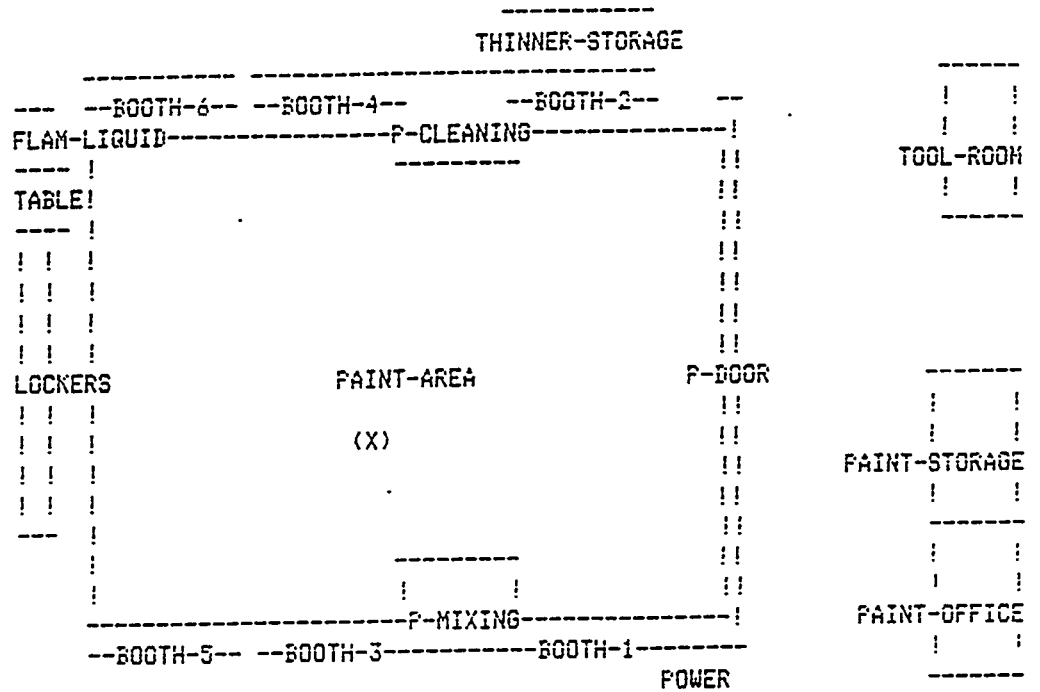 THINNER-STORAGE
BOOTH-6 BOOTH-4 BOOTH-2
FLAM-LIQUID P-CLEANING
TOOL-ROOM
TABLE
LOCKERS PAINT-AREA P-DOOR
(X)
PAINT-STORAGE
P-MIXING PAINT-OFFICE
BOOTH-5 BOOTH-3 BOOTH-1
POWER